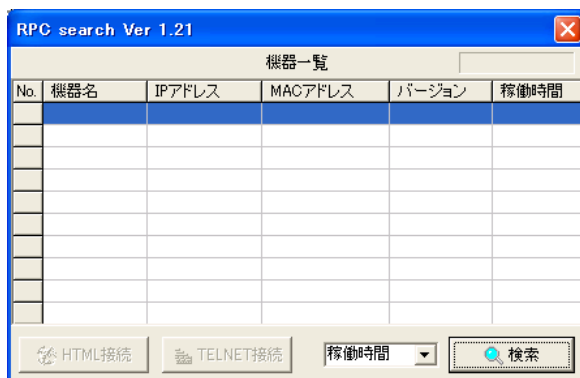 RPC search Ver 1.21
機器一覧
No. 機器名 IPアドレス MACアドレス バージョン 稼働時間
HTML接続 TELNET接続 稼働時間 検索